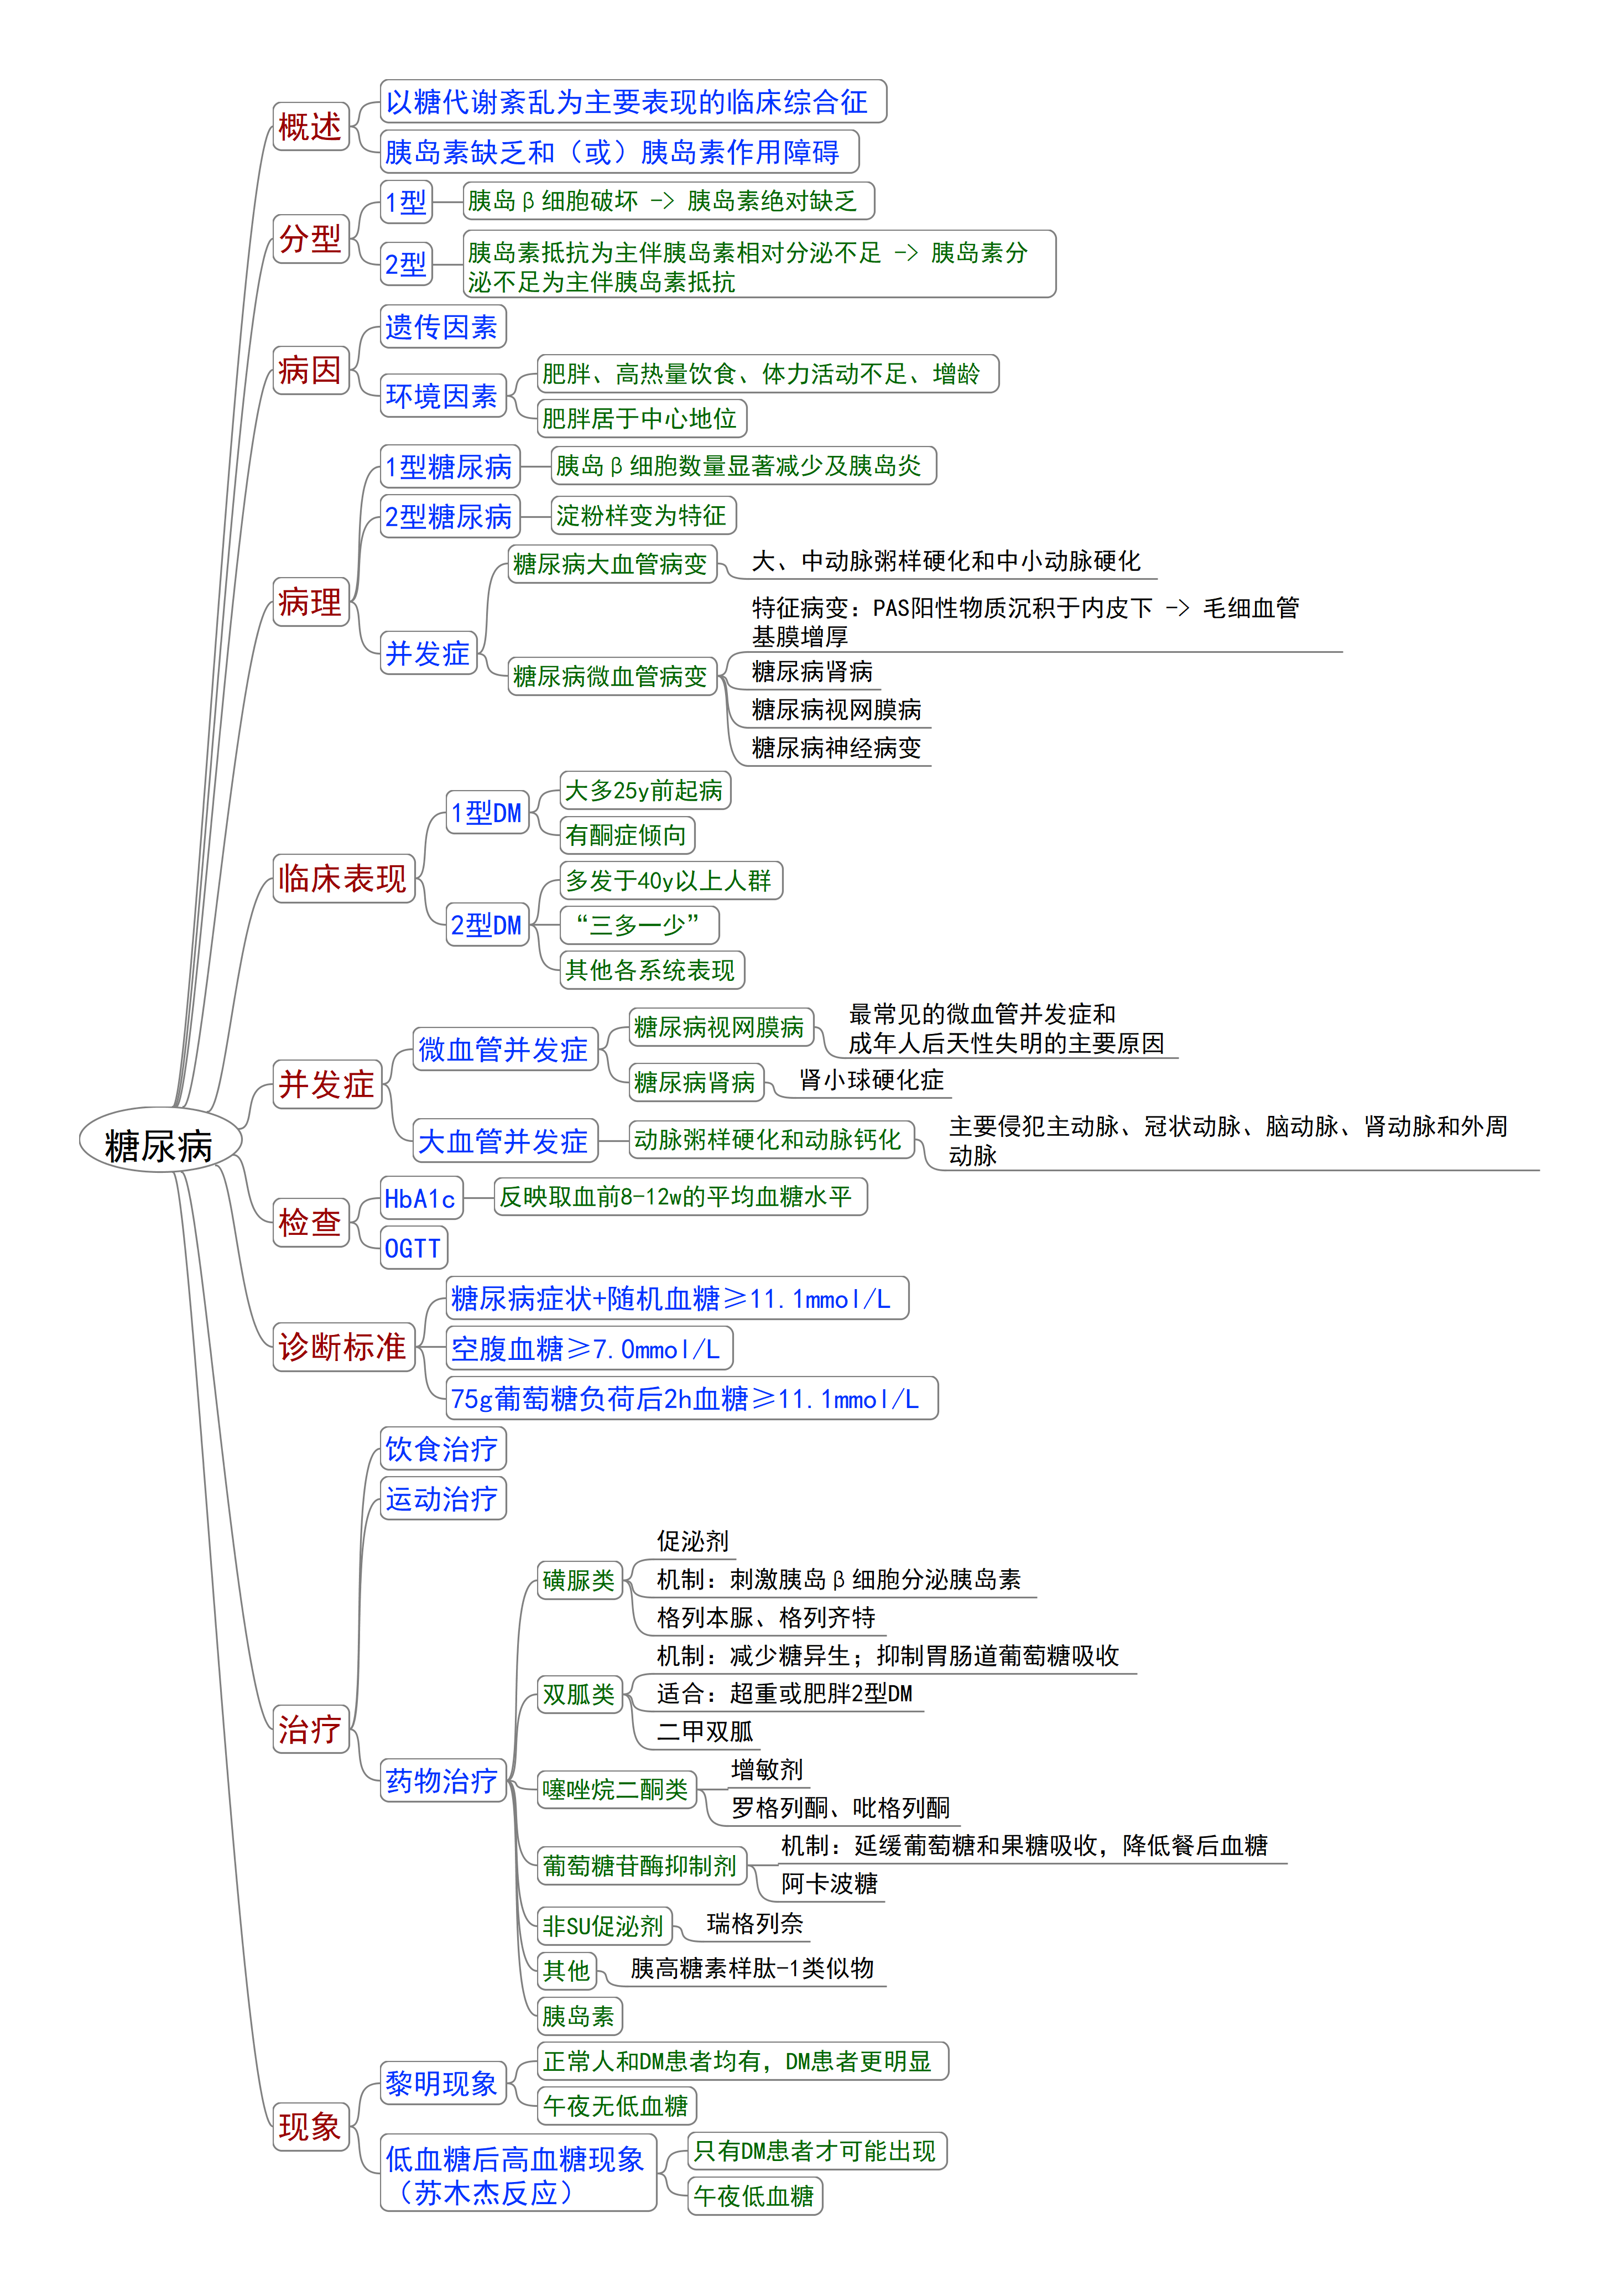 糖尿病
概述
以糖代谢紊乱为主要表现的临床综合征
胰岛素缺乏和（或）胰岛素作用障碍
分型
1型
胰岛β细胞破坏 -> 胰岛素绝对缺乏
2型
胰岛素抵抗为主伴胰岛素相对分泌不足 -> 胰岛素分
泌不足为主伴胰岛素抵抗
病因
遗传因素
环境因素
肥胖、高热量饮食、体力活动不足、增龄
肥胖居于中心地位
病理
1型糖尿病
胰岛β细胞数量显著减少及胰岛炎
2型糖尿病
淀粉样变为特征
并发症
糖尿病大血管病变
大、中动脉粥样硬化和中小动脉硬化
糖尿病微血管病变
特征病变：PAS阳性物质沉积于内皮下 -> 毛细血管
基膜增厚
糖尿病肾病
糖尿病视网膜病
糖尿病神经病变
临床表现
1型DM
大多25y前起病
有酮症倾向
2型DM
多发于40y以上人群
“三多一少”
其他各系统表现
并发症
微血管并发症
糖尿病视网膜病
最常见的微血管并发症和
成年人后天性失明的主要原因
糖尿病肾病
肾小球硬化症
大血管并发症
动脉粥样硬化和动脉钙化
主要侵犯主动脉、冠状动脉、脑动脉、肾动脉和外周
动脉
检查
HbA1c
反映取血前8-12w的平均血糖水平
OGTT
诊断标准
糖尿病症状+随机血糖≥11.1mmol/L
空腹血糖≥7.0mmol/L
75g葡萄糖负荷后2h血糖≥11.1mmol/L
治疗
饮食治疗
运动治疗
药物治疗
磺脲类
促泌剂
机制：刺激胰岛β细胞分泌胰岛素
格列本脲、格列齐特
双胍类
机制：减少糖异生；抑制胃肠道葡萄糖吸收
适合：超重或肥胖2型DM
二甲双胍
噻唑烷二酮类
增敏剂
罗格列酮、吡格列酮
葡萄糖苷酶抑制剂
机制：延缓葡萄糖和果糖吸收，降低餐后血糖
阿卡波糖
非SU促泌剂
瑞格列奈
其他
胰高糖素样肽-1类似物
胰岛素
现象
黎明现象
正常人和DM患者均有，DM患者更明显
午夜无低血糖
低血糖后高血糖现象
（苏木杰反应）
只有DM患者才可能出现
午夜低血糖